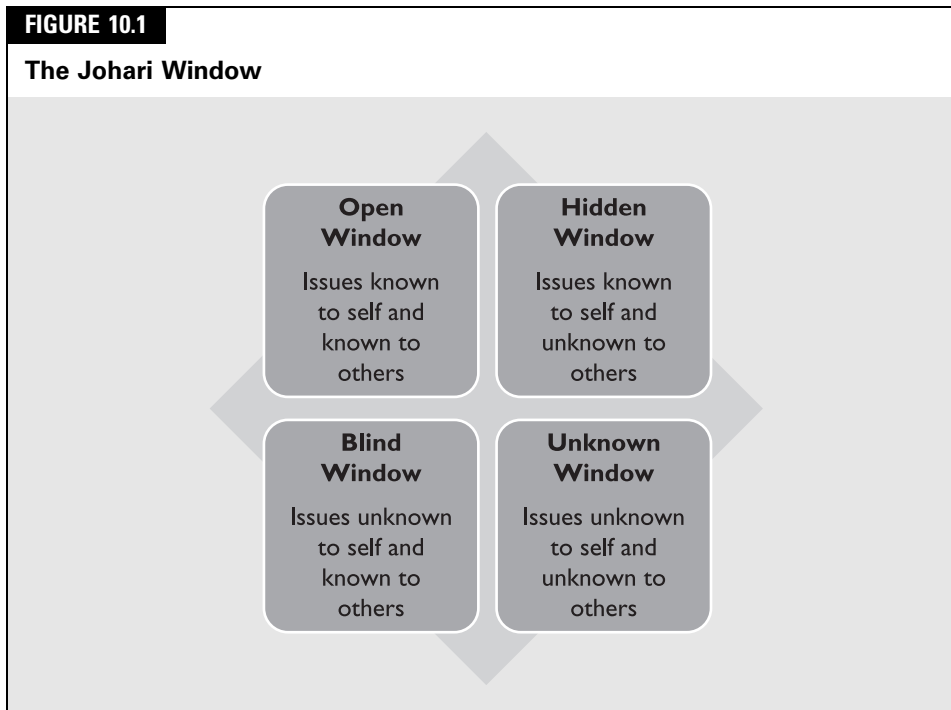 FIGURE 10.1
The Johari Window
Open
Window
Issues known
to self and
known to
others
Hidden
Window
Issues known
to self and
unknown to
others
Blind
Window
Issues unknown
to self and
known to
others
Unknown
Window
Issues unknown
to self and
unknown to
others